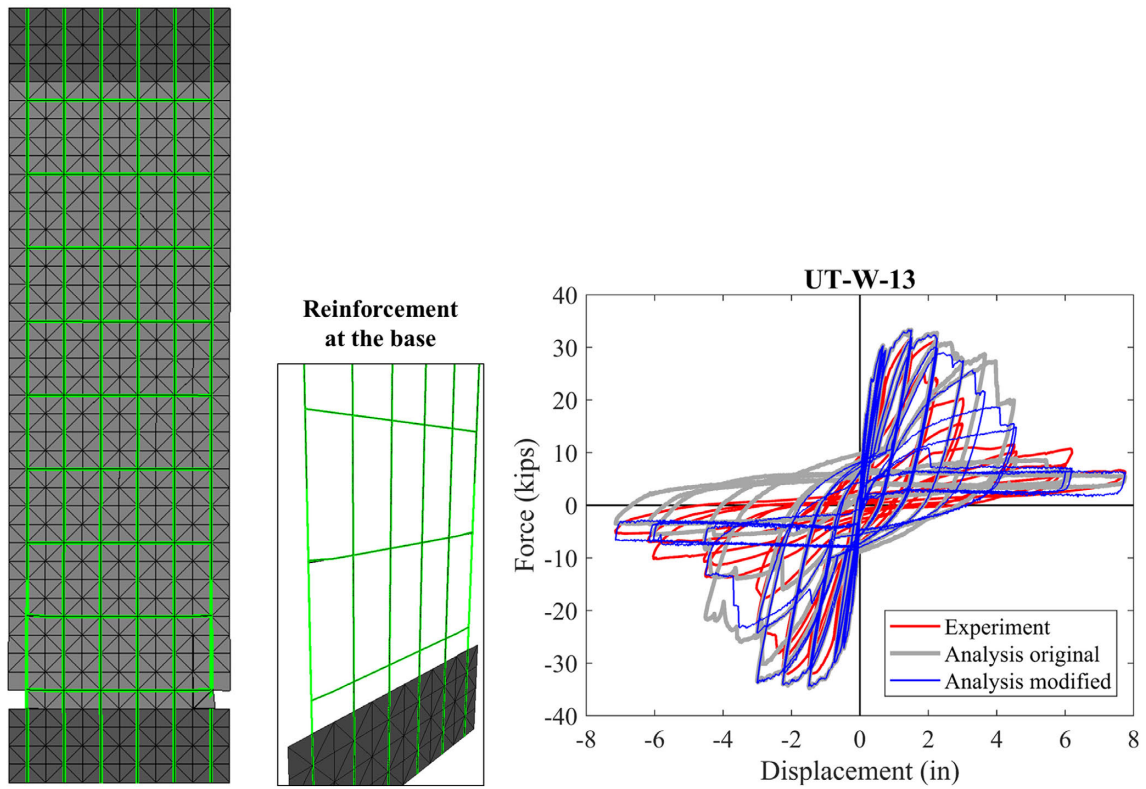 Reinforcement
at the base
UT-W-13
40
30
20
10
0
-10
-20
-30
-40
Force (kips)
-8 -6 -4 -2 0 2 4 6 8
Displacement (in)
Experiment
Analysis original
Analysis modified